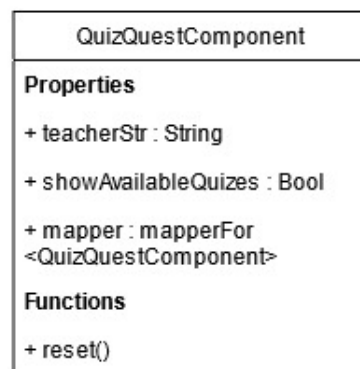 QuizQuestComponent
Properties
+ teacherStr : String
+ showAvailableQuizes : Bool
+ mapper : mapperFor
<QuizQuestComponent>
Functions
+ reset()